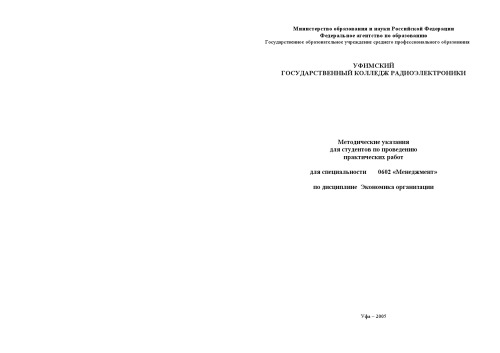 Министерство образования и науки Российской Федерации
Федеральное агентство по образованию
Государственное образовательное учреждение среднего профессионального образования
УФИМСКИЙ
ГОСУДАРСТВЕННЫЙ КОЛЛЕДЖ РАДИОЭЛЕКТРОНИКИ
Методические указания
для студентов по проведению
практических работ
для специальности 0602 «Менеджмент»
по дисциплине Экономика организации
Уфа – 2005